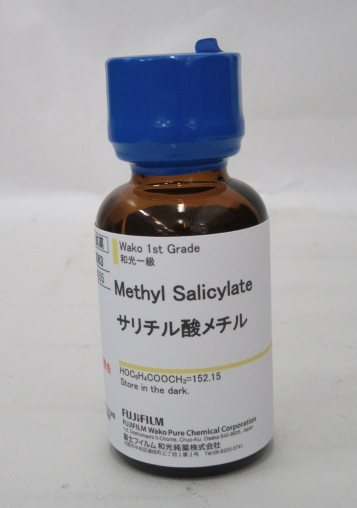 Wako 1st Grade
和光一級
Methyl Salicylate
サリチル酸メチル
HOC₆H₄COOCH₃=152.15
Store in the dark.
FUJIFILM
FUJIFILM Wako Pure Chemical Corporation
富士フイルム 和光純薬株式会社